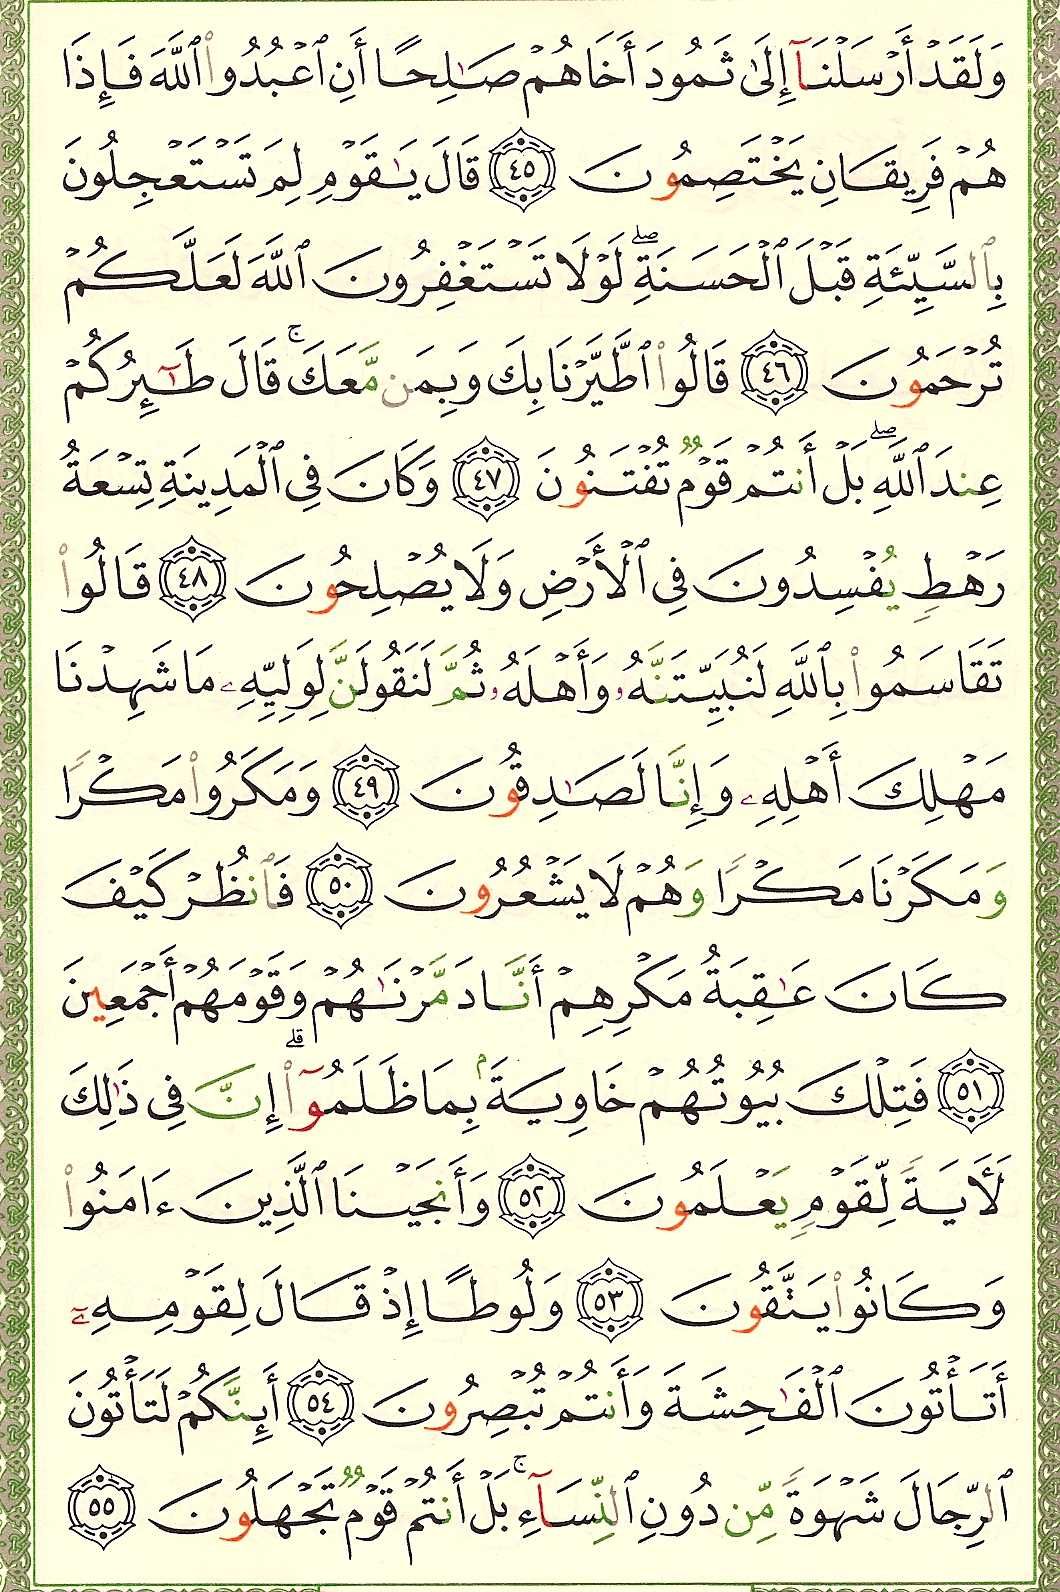 وَلَقَدْ أَرْسَلْنَآ إِلَىٰ ثَمُودَ أَخَاهُمْ صَٰلِحًا أَنِ ٱعْبُدُوا۟ ٱللَّهَ فَإِذَا
هُمْ فَرِيقَانِ يَخْتَصِمُونَ ٤٥ قَالَ يَٰقَوْمِ لِمَ تَسْتَعْجِلُونَ
بِٱلسَّيِّئَةِ قَبْلَ ٱلْحَسَنَةِ ۖ لَوْلَا تَسْتَغْفِرُونَ ٱللَّهَ لَعَلَّكُمْ
تُرْحَمُونَ ٤٦ قَالُوا۟ ٱطَّيَّرْنَا بِكَ وَبِمَن مَّعَكَ ۚ قَالَ طَٰٓئِرُكُمْ
عِندَ ٱللَّهِ ۖ بَلْ أَنتُمْ قَوْمٌ تُفْتَنُونَ ٤٧ وَكَانَ فِى ٱلْمَدِينَةِ تِسْعَةُ
رَهْطٍ يُفْسِدُونَ فِى ٱلْأَرْضِ وَلَا يُصْلِحُونَ ٤٨ قَالُوا۟
تَقَاسَمُوا۟ بِٱللَّهِ لَنُبَيِّتَنَّهُۥ وَأَهْلَهُۥ ثُمَّ لَنَقُولَنَّ لِوَلِيِّهِۦ مَا شَهِدْنَا
مَهْلِكَ أَهْلِهِۦ وَإِنَّا لَصَٰدِقُونَ ٤٩ وَمَكَرُوا۟ مَكْرًا
وَمَكَرْنَا مَكْرًا وَهُمْ لَا يَشْعُرُونَ ٥٠ فَٱنظُرْ كَيْفَ
كَانَ عَٰقِبَةُ مَكْرِهِمْ أَنَّا دَمَّرْنَٰهُمْ وَقَوْمَهُمْ أَجْمَعِينَ
٥١ فَتِلْكَ بُيُوتُهُمْ خَاوِيَةًۢ بِمَا ظَلَمُوٓا۟ ۗ إِنَّ فِى ذَٰلِكَ
لَءَايَةً لِّقَوْمٍ يَعْلَمُونَ ٥٢ وَأَنجَيْنَا ٱلَّذِينَ ءَامَنُوا۟
وَكَانُوا۟ يَتَّقُونَ ٥٣ وَلُوطًا إِذْ قَالَ لِقَوْمِهِۦٓ
أَتَأْتُونَ ٱلْفَٰحِشَةَ وَأَنتُمْ تُبْصِرُونَ ٥٤ أَئِنَّكُمْ لَتَأْتُونَ
ٱلرِّجَالَ شَهْوَةً مِّن دُونِ ٱلنِّسَآءِ ۚ بَلْ أَنتُمْ قَوْمٌ تَجْهَلُونَ ٥٥